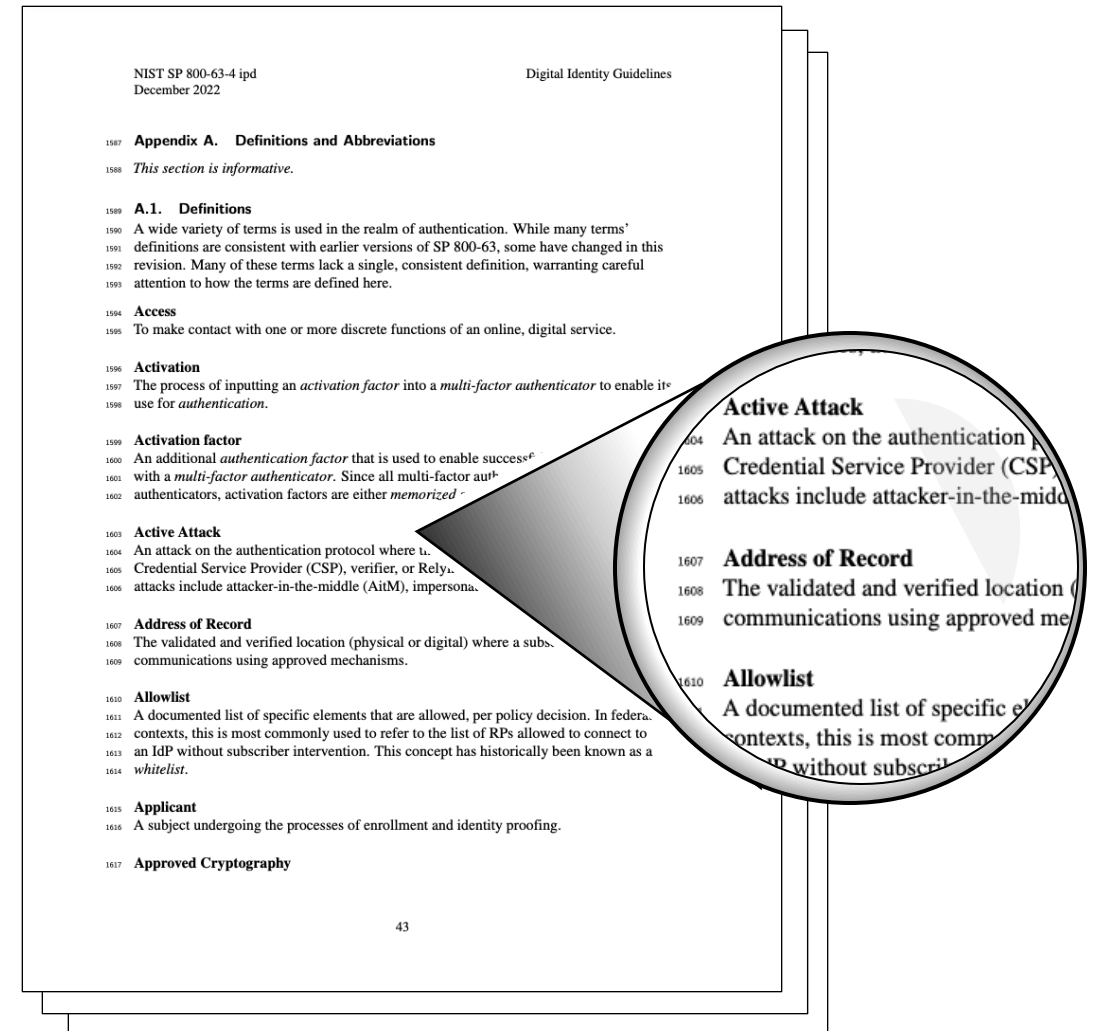 NIST SP 800-63-4 ipd Digital Identity Guidelines
December 2022
1587 Appendix A. Definitions and Abbreviations
1588 This section is informative.
1589 A.1. Definitions
1590 A wide variety of terms is used in the realm of authentication. While many terms’
1591 definitions are consistent with earlier versions of SP 800-63, some have changed in this
1592 revision. Many of these terms lack a single, consistent definition, warranting careful
1593 attention to how the terms are defined here.
1594 Access
1595 To make contact with one or more discrete functions of an online, digital service.
1596 Activation
1597 The process of inputting an activation factor into a multi-factor authenticator to enable its
1598 use for authentication.
1599 Activation factor
1600 An additional authentication factor that is used to enable
1601 with a multi-factor authenticator. Since all multi-factor
1602 authenticators, activation factors are either memorized
1603 Active Attack
1604 An attack on the authentication protocol where
1605 Credential Service Provider (CSP), verifier, or
1606 attacks include attacker-in-the-middle (AitM),
1607 Address of Record
1608 The validated and verified location (physical or digital) where a
1609 communications using approved mechanisms.
1610 Allowlist
1611 A documented list of specific elements that are allowed, per policy decision. In
1612 contexts, this is most commonly used to refer to the list of RPs allowed to connect to
1613 an IdP without subscriber intervention. This concept has historically been known as a
1614 whitelist.
1615 Applicant
1616 A subject undergoing the processes of enrollment and identity proofing.
1617 Approved Cryptography
43
Active Attack
An attack on the authentication
1605 Credential Service Provider (CSP)
1606 attacks include
1607 Address of Record
1608 The validated and verified location (
1609 communications using approved
1610 Allowlist
A documented list of specific
contexts, this is most
without